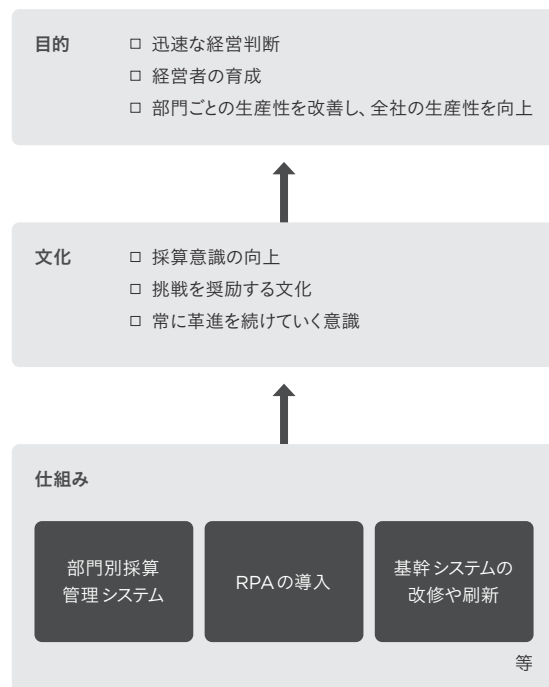 目的
□ 迅速な経営判断
□ 経営者の育成
□ 部門ごとの生産性を改善し、全社の生産性を向上
文化
□ 採算意識の向上
□ 挑戦を奨励する文化
□ 常に革進を続けていく意識
仕組み
部門別採算
管理システム
RPAの導入
基幹システムの
改修や刷新
等